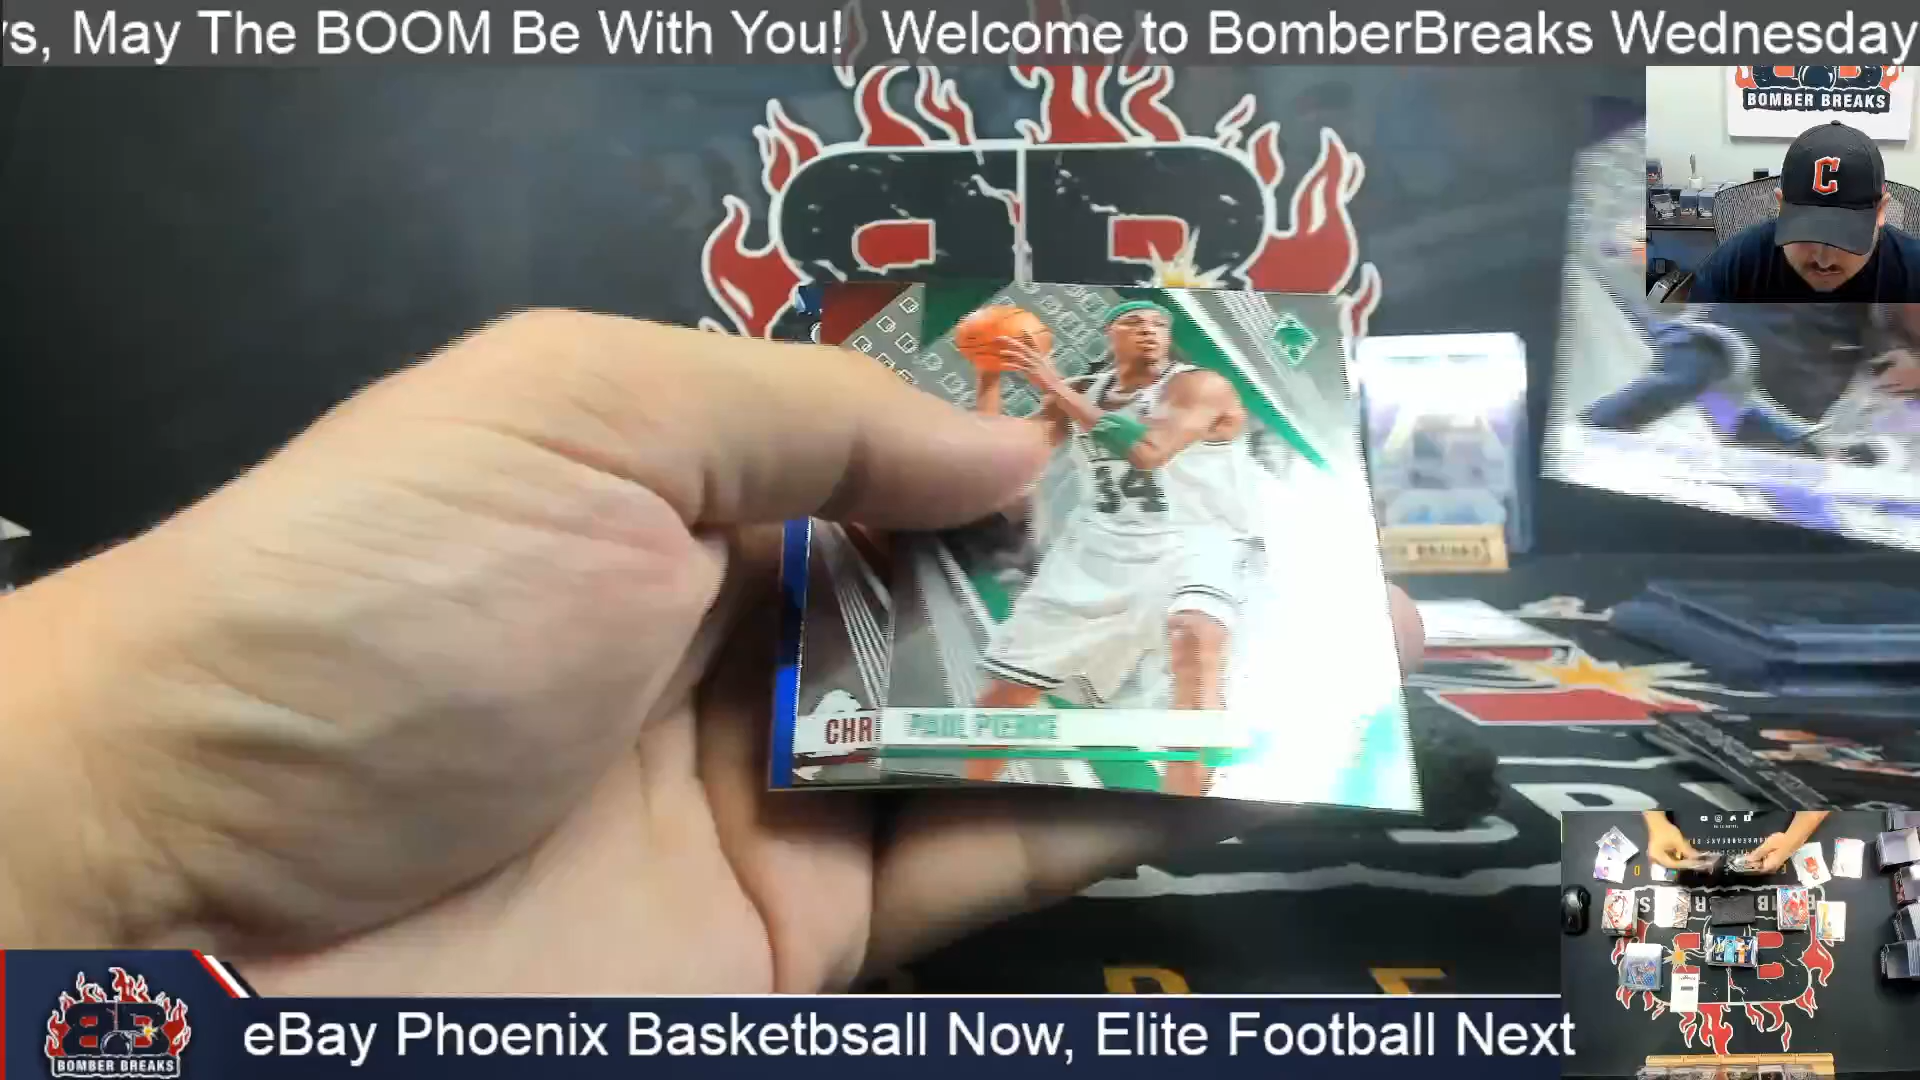 s, May The BOOM Be With You!  Welcome to BomberBreaks Wednesday
BOMBER BREAKS
C
34
CHR
PAUL PIERCE
BOMBER BREAKS
eBay Phoenix Basketbsall Now, Elite Football Next